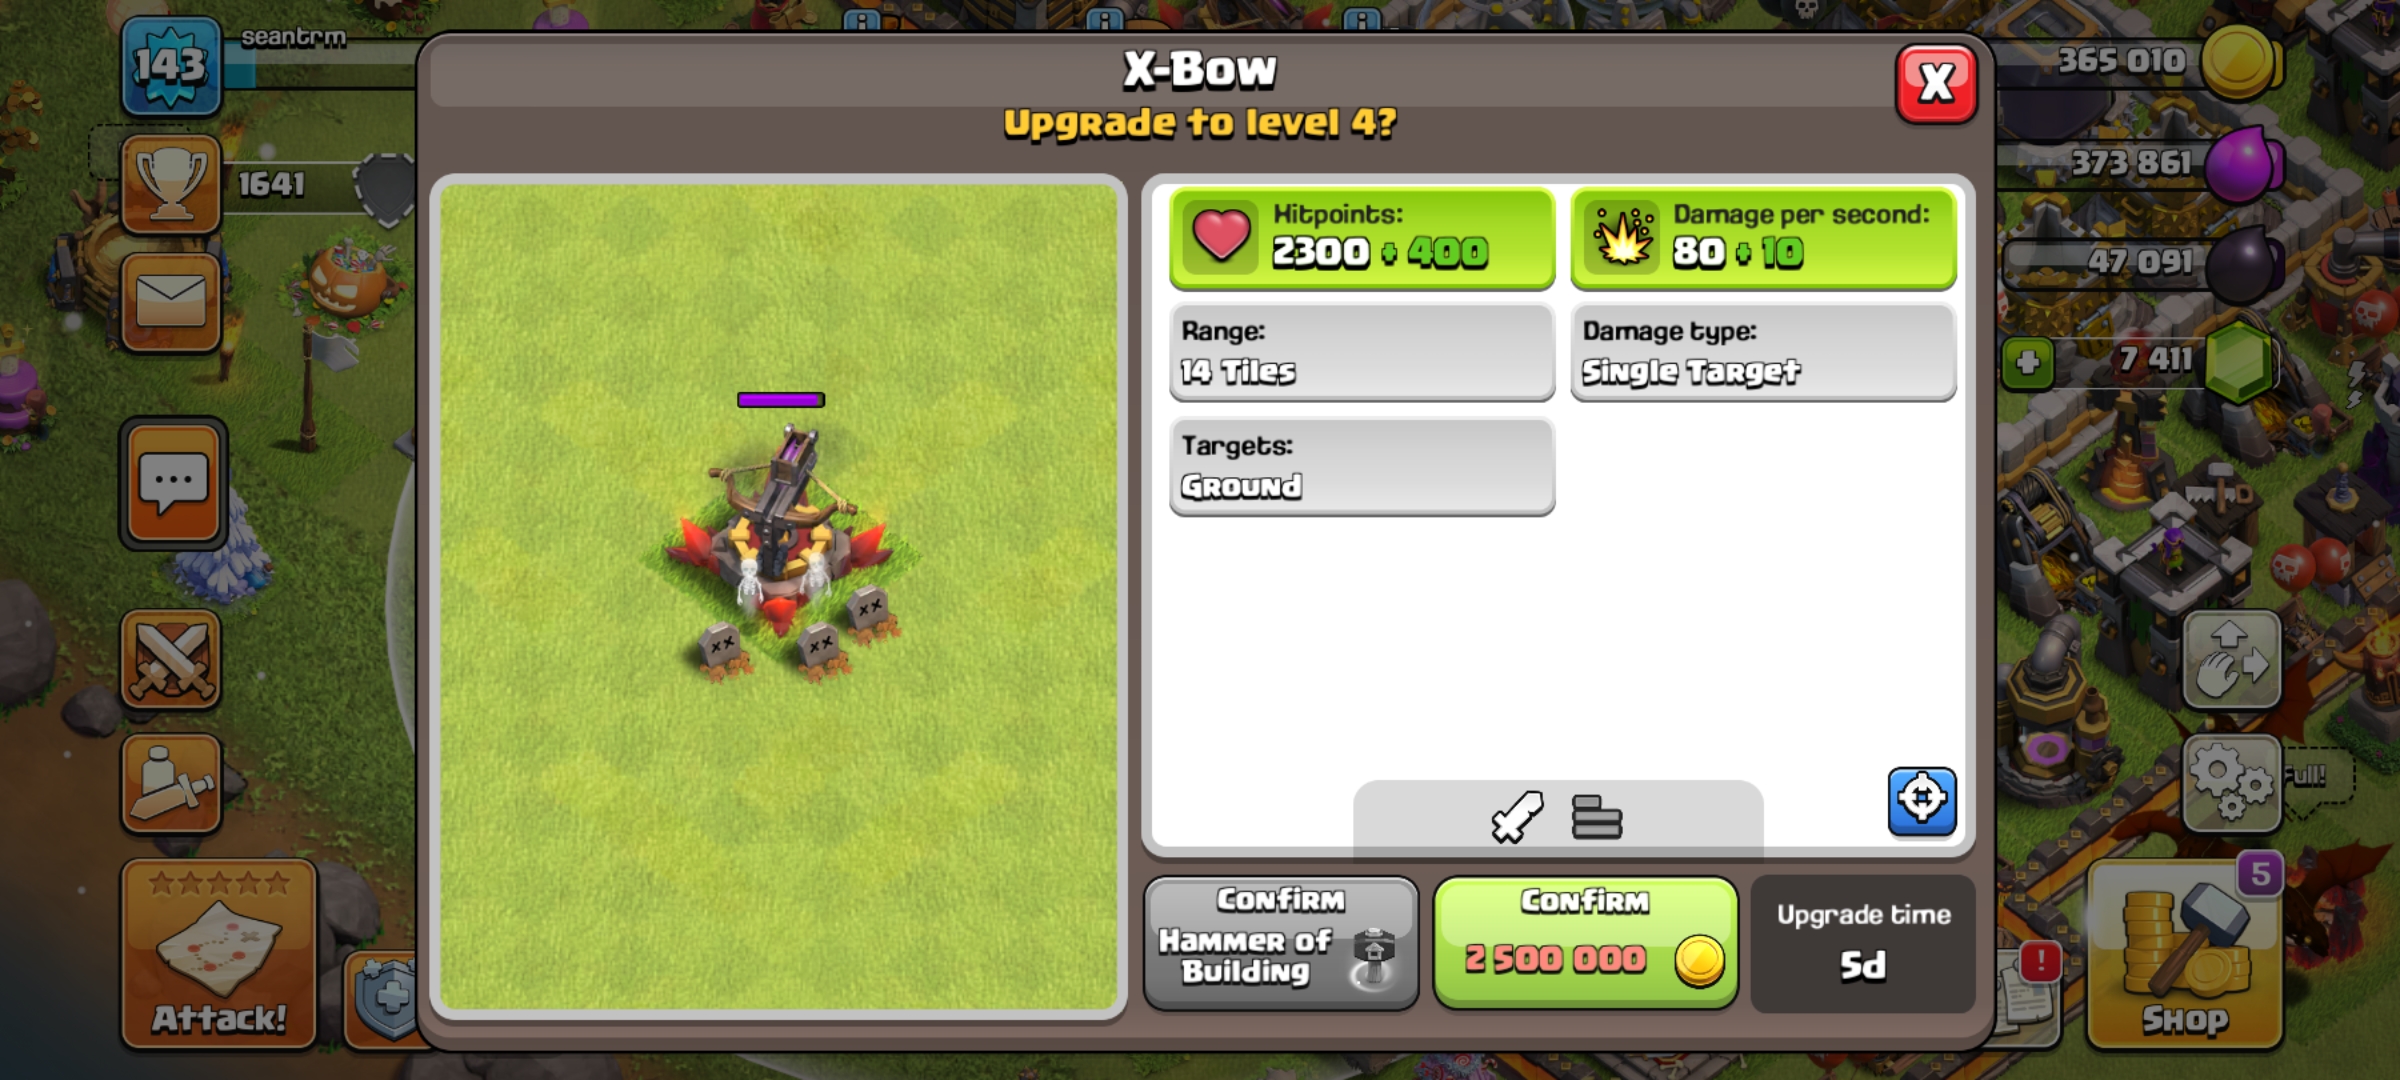 143
seantrm
1641
X-Bow
Upgrade to level 4?
X
365 010
373 861
47 091
7 411
Hitpoints:
2300 + 400
Damage per second:
80 + 10
Range:
14 Tiles
Damage type:
Single Target
Targets:
Ground
Confirm
Hammer of
Building
Confirm
2 500 000
Upgrade time
5d
Attack!
Full!
5
!
Shop